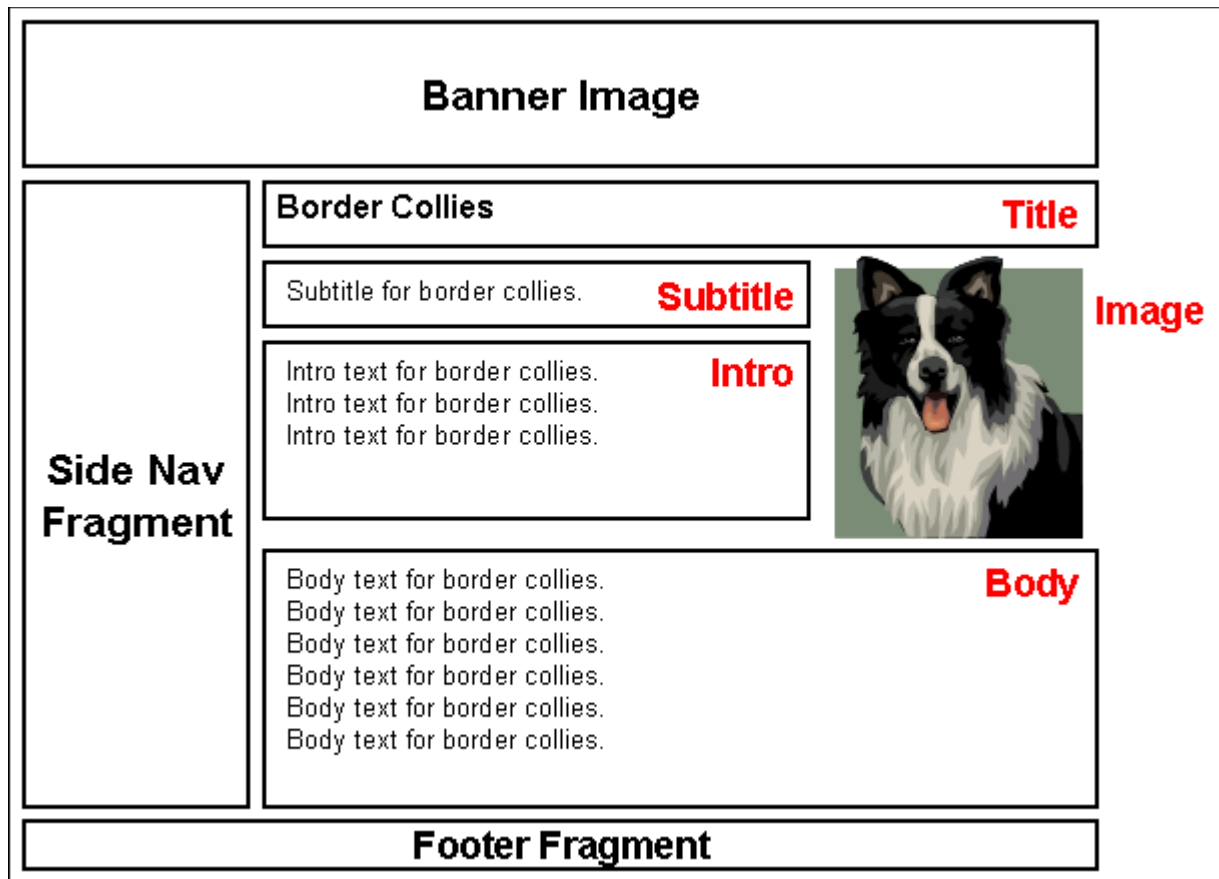 Banner Image
Side Nav
Fragment
Border Collies
Title
Subtitle for border collies.
Subtitle
Image
Intro text for border collies.
Intro text for border collies.
Intro text for border collies.
Intro
Body text for border collies.
Body text for border collies.
Body text for border collies.
Body text for border collies.
Body text for border collies.
Body text for border collies.
Body
Footer Fragment